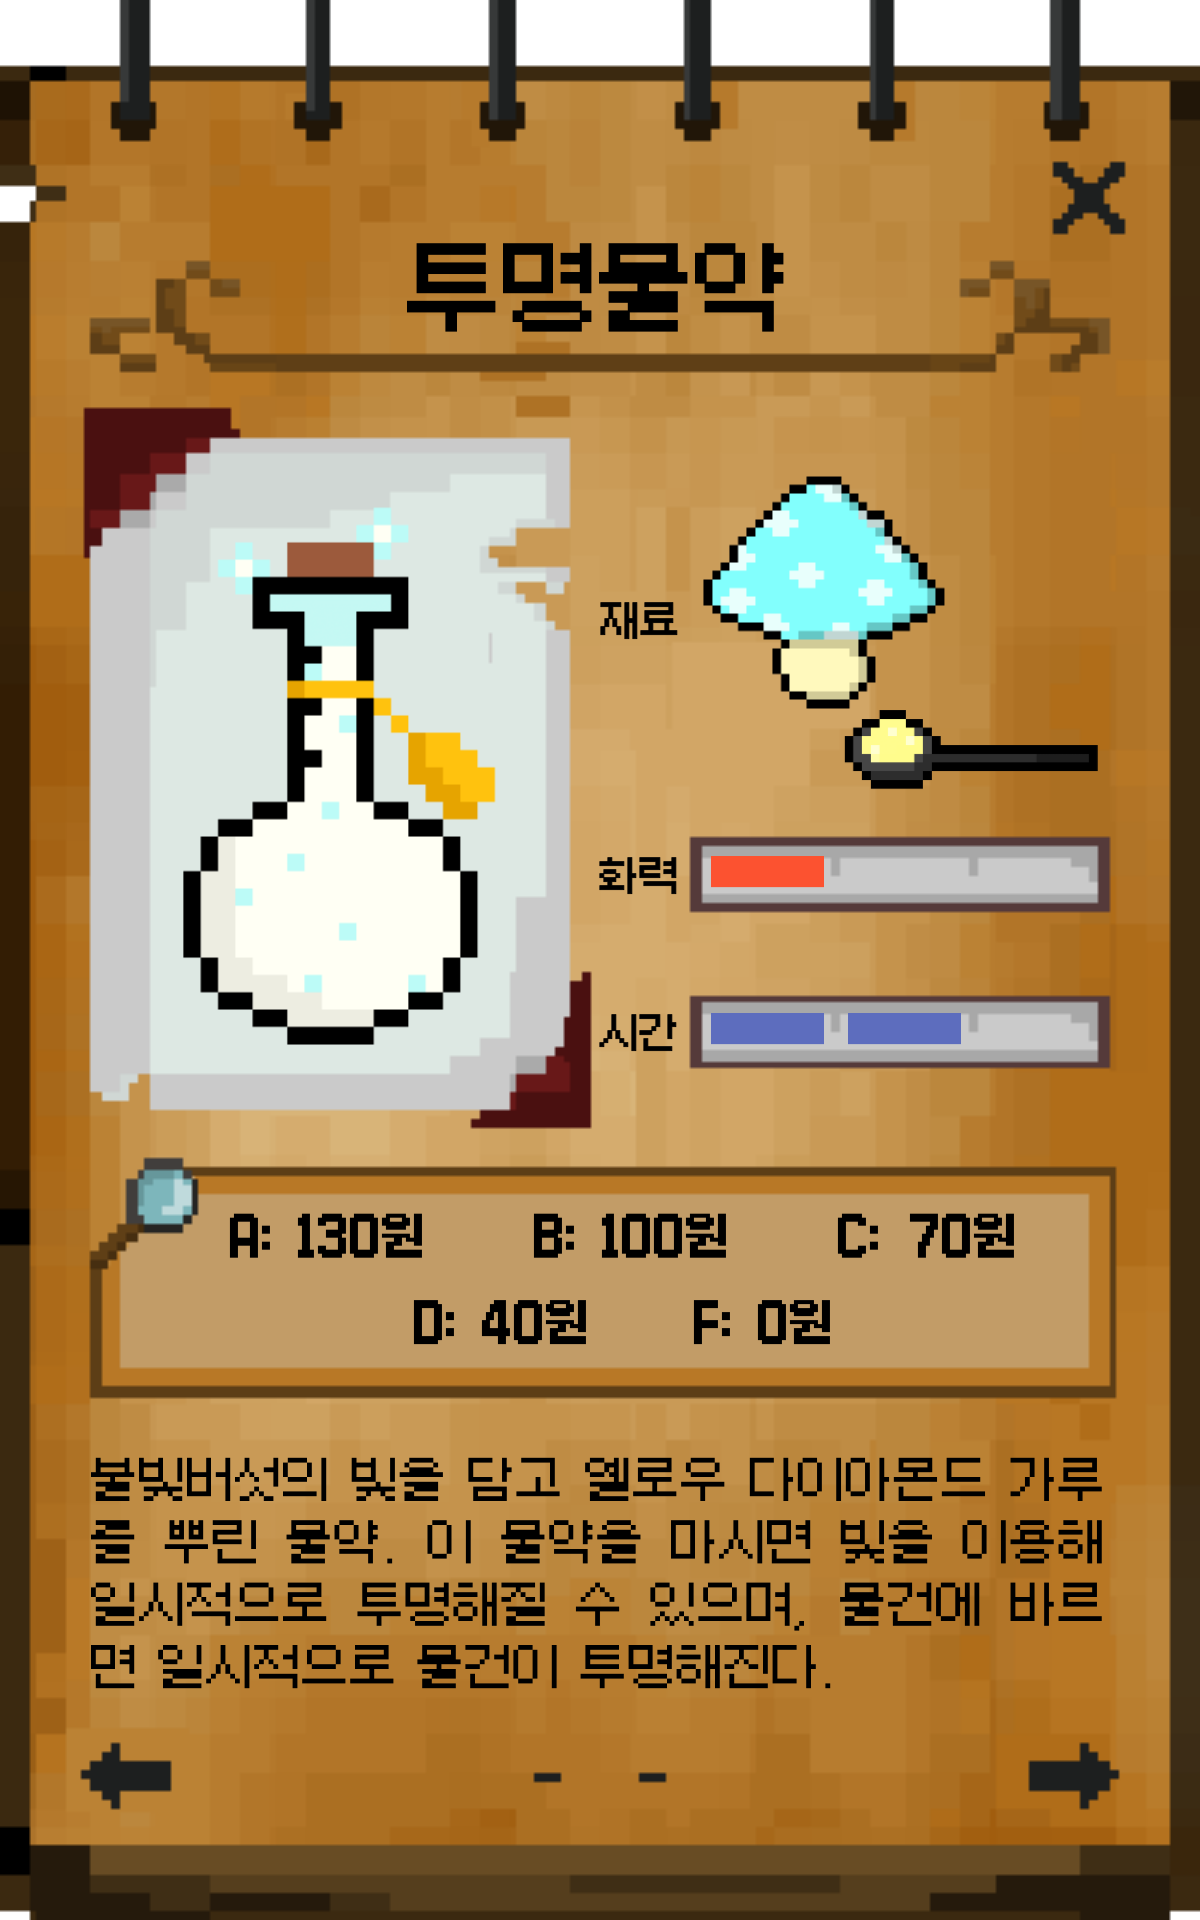 투명물약
재료
화력
시간
A: 130원 B: 100원 C: 70원
D: 40원 F: 0원
불빛버섯의 빛을 담고 옐로우 다이아몬드 가루
를 뿌린 물약. 이 물약을 마시면 빛을 이용해
일시적으로 투명해질 수 있으며, 물건에 바르
면 일시적으로 물건이 투명해진다.
- -